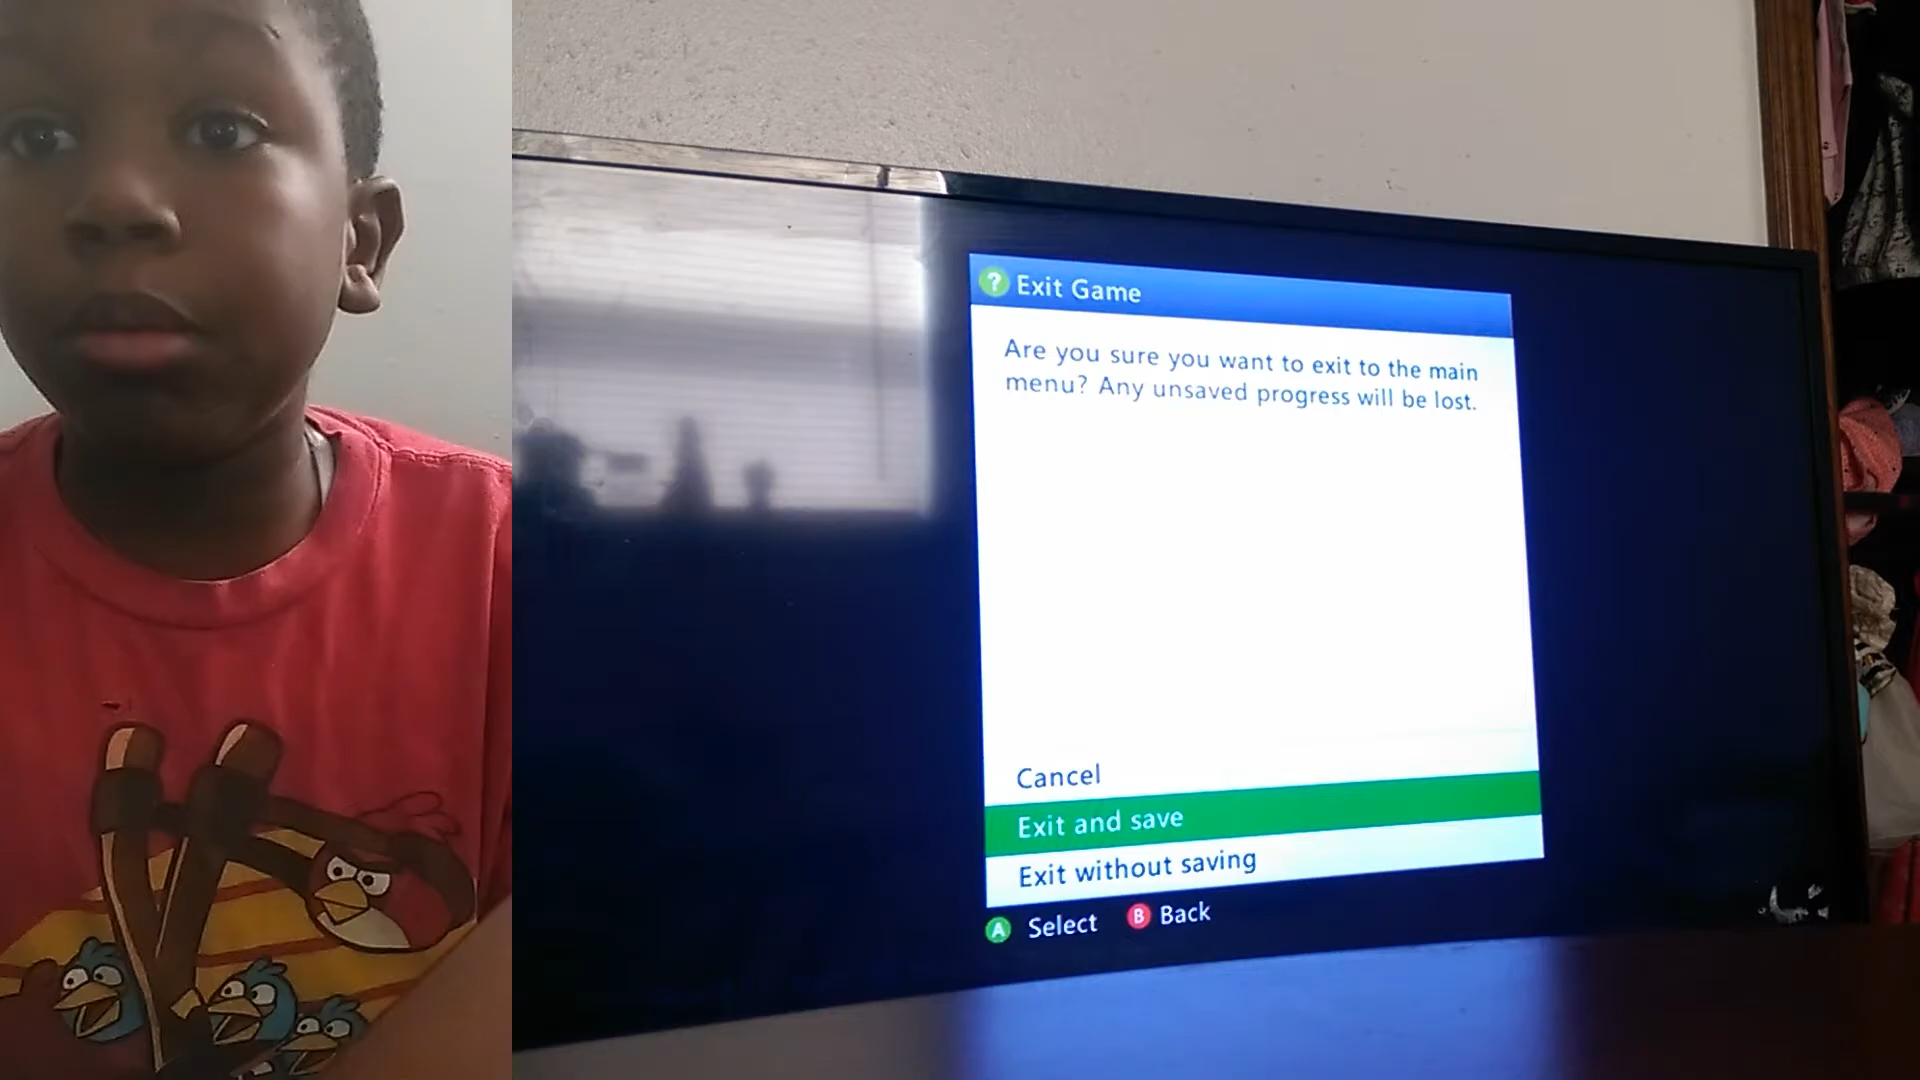 ? Exit Game
Are you sure you want to exit to the main
menu? Any unsaved progress will be lost.
Cancel
Exit and save
Exit without saving
A Select B Back